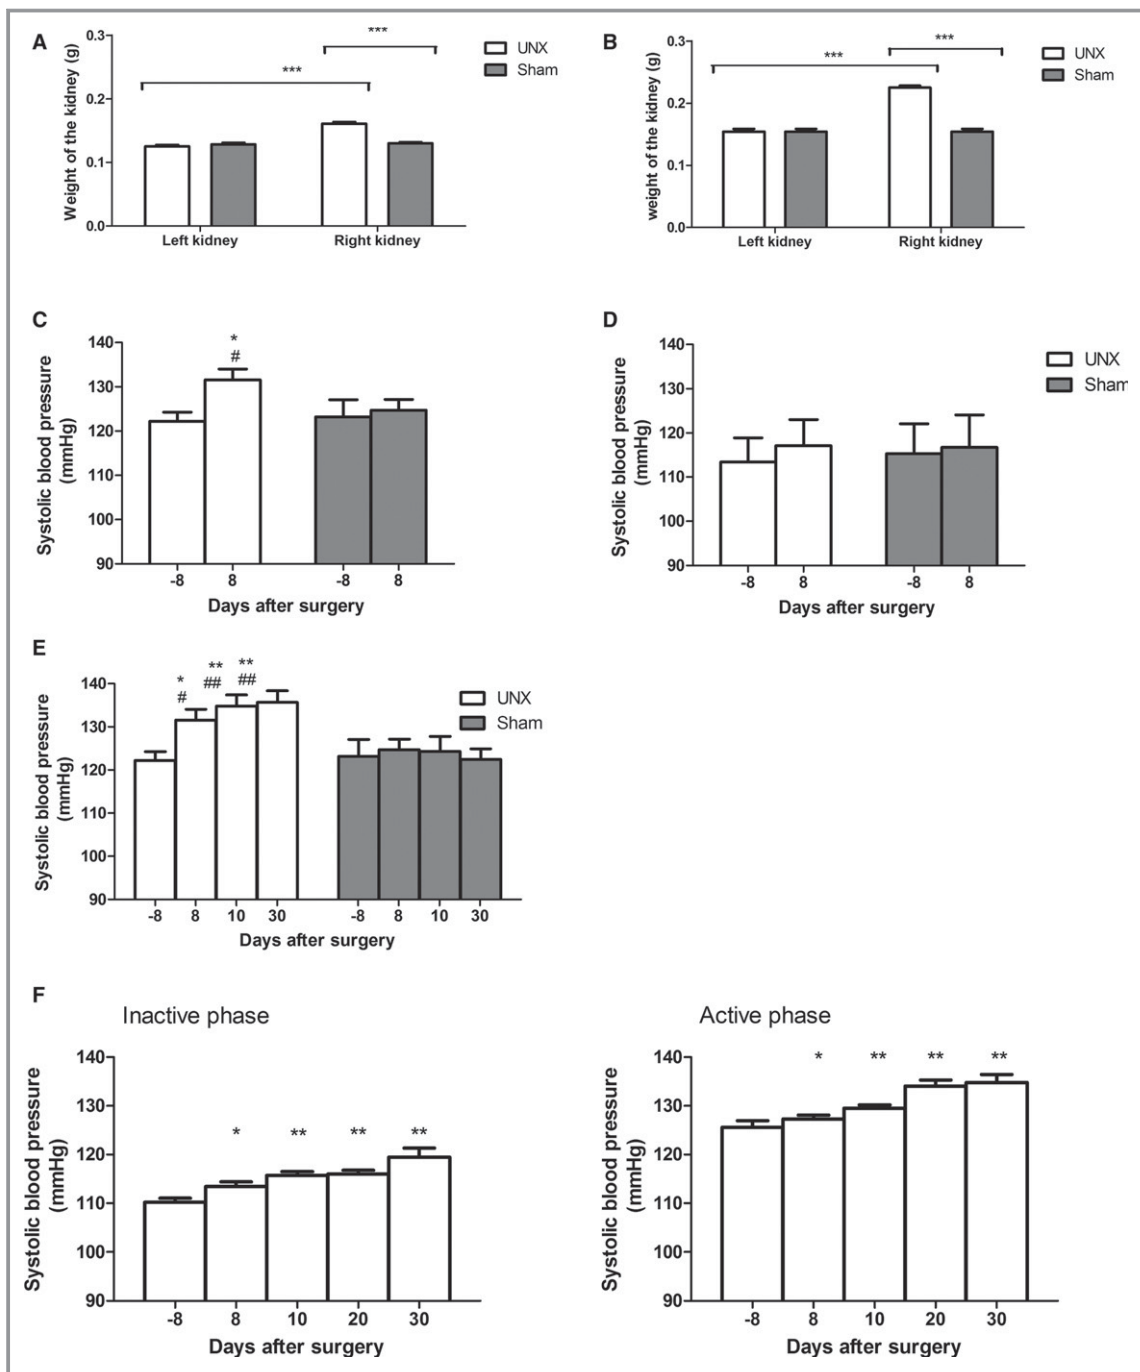 A
Weight of the kidney (g)
0.3
0.2
0.1
0.0
***
***
UNX
Sham
Left kidney
Right kidney
B
weight of the kidney (g)
0.3
0.2
0.1
0.0
***
***
UNX
Sham
Left kidney
Right kidney
C
Systolic blood pressure
(mmHg)
140
130
120
110
100
90
*
#
-8
8
-8
8
Days after surgery
D
Systolic blood pressure
(mmHg)
140
130
120
110
100
90
UNX
Sham
-8
8
-8
8
Days after surgery
E
Systolic blood pressure
(mmHg)
140
130
120
110
100
90
*
#
**
##
**
##
UNX
Sham
-8
8
10
30
-8
8
10
30
Days after surgery
F
Inactive phase
Systolic blood pressure
(mmHg)
140
130
120
110
100
90
*
**
**
**
-8
8
10
20
30
Days after surgery
Active phase
Systolic blood pressure
(mmHg)
140
130
120
110
100
90
*
**
**
**
-8
8
10
20
30
Days after surgery